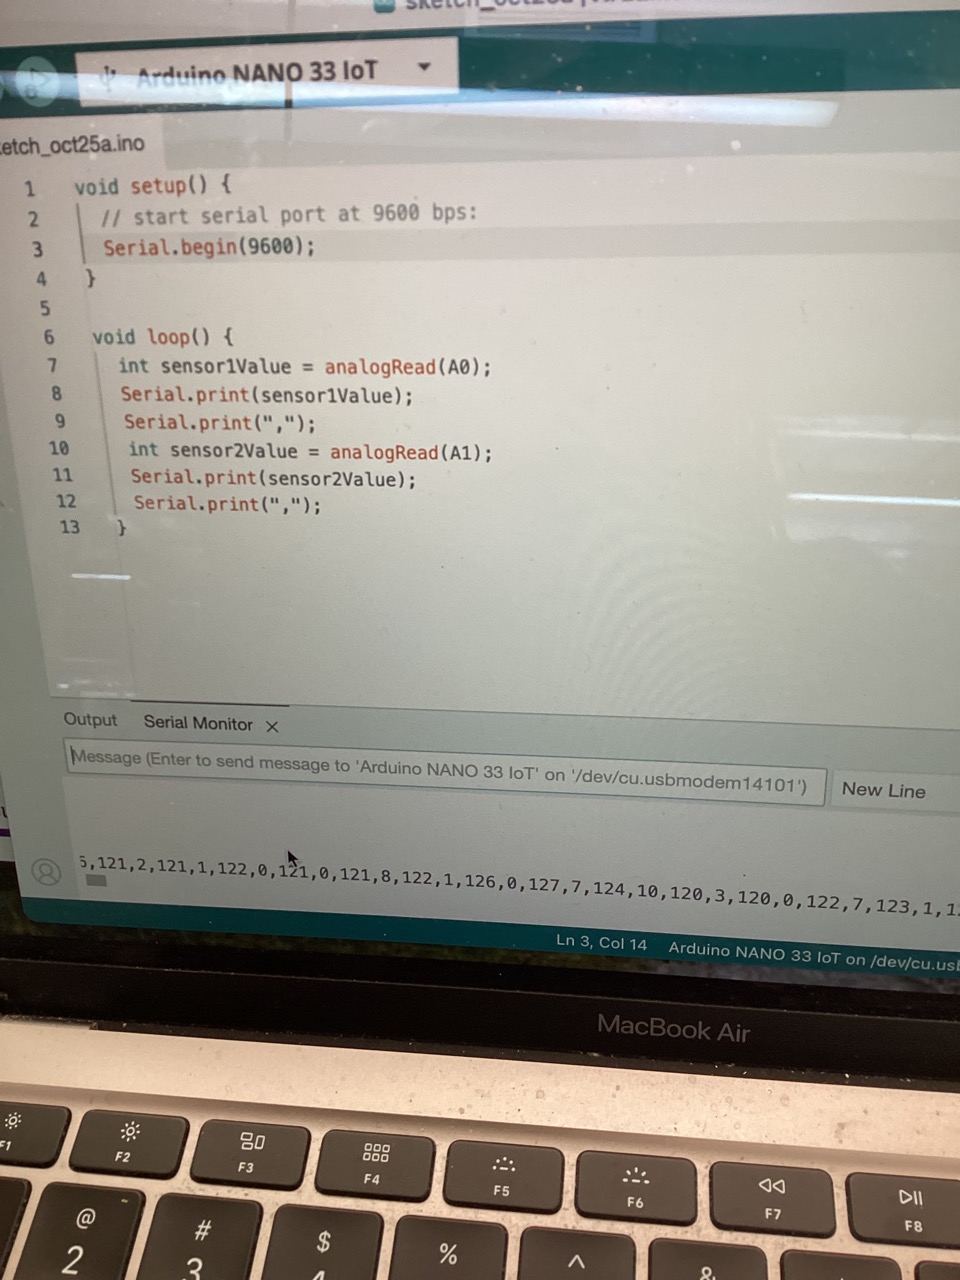 Arduino NANO 33 IoT
etch_oct25a.ino
1 void setup() {
2 // start serial port at 9600 bps:
3 Serial.begin(9600);
4 }
5
6 void loop() {
7 int sensor1Value = analogRead(A0);
8 Serial.print(sensor1Value);
9 Serial.print(",");
10 int sensor2Value = analogRead(A1);
11 Serial.print(sensor2Value);
12 Serial.print(",");
13 }
Output Serial Monitor X
Message (Enter to send message to 'Arduino NANO 33 IoT' on '/dev/cu.usbmodem14101') New Line
5,121,2,121,1,122,0,121,0,121,8,122,1,126,0,127,7,124,10,120,3,120,0,122,7,123,1,1
Ln 3, Col 14 Arduino NANO 33 IoT on /dev/cu.usb
MacBook Air
F1 F2 F3 F4 F5 F6 F7 F8
@ # $ % ^ &
2 3